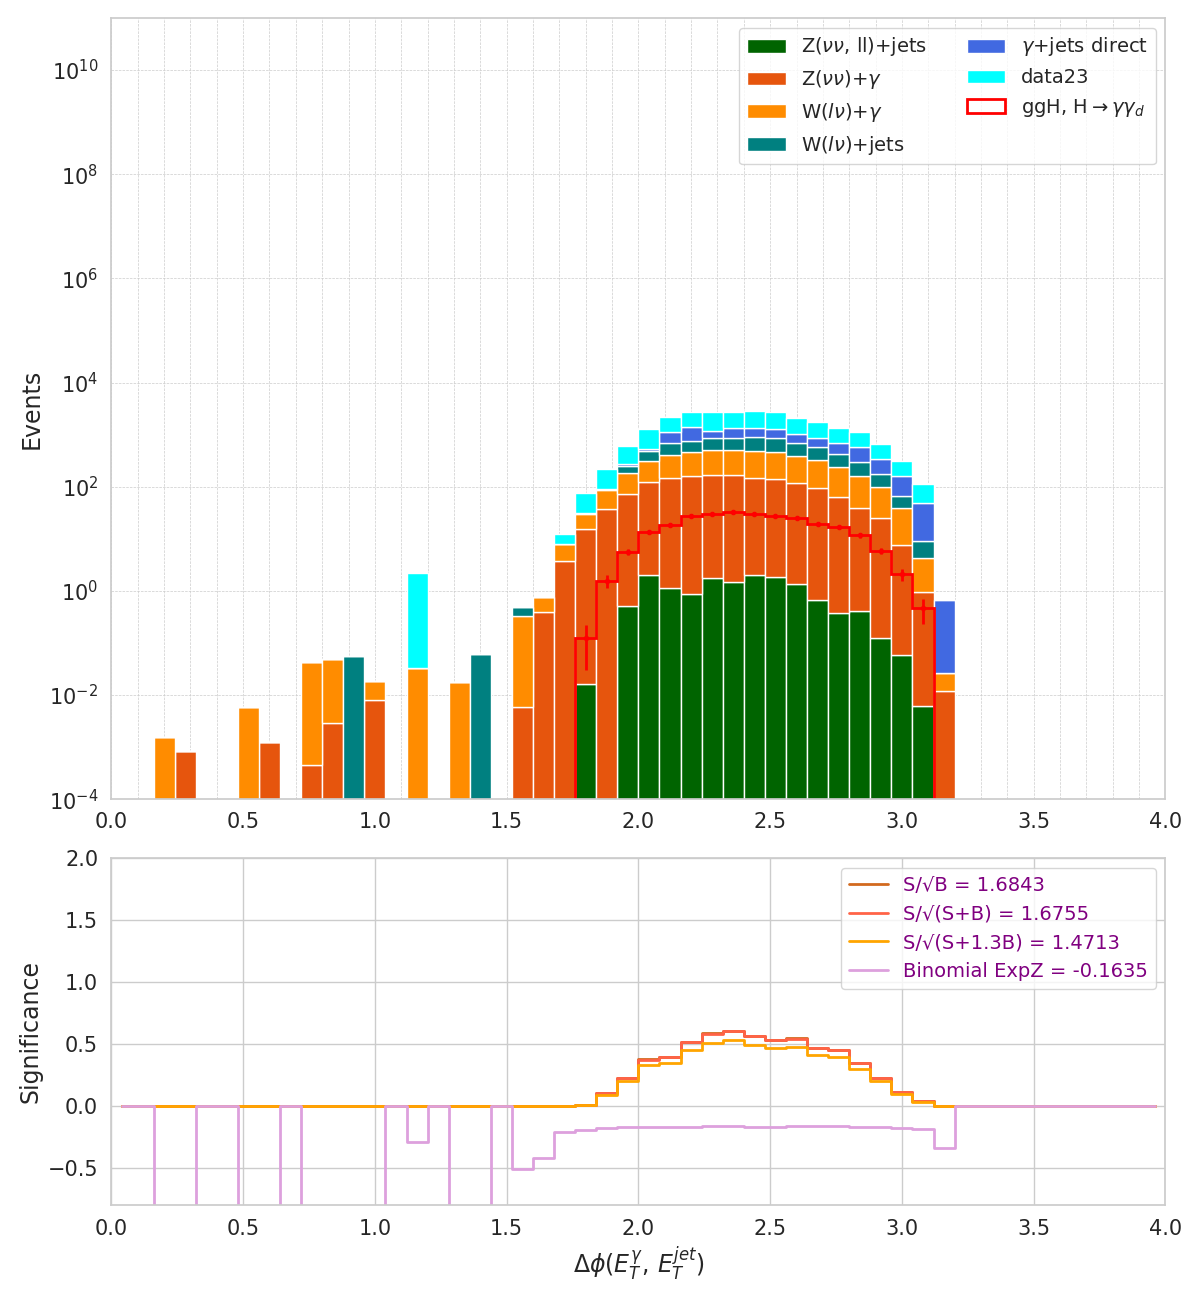 Z(νν, ll)+jets
Z(νν)+γ
W(lν)+γ
W(lν)+jets
γ+jets direct
data23
ggH, H→γγ_d
Events
10^10
10^8
10^6
10^4
10^2
10^0
10^−2
10^−4
0.0 0.5 1.0 1.5 2.0 2.5 3.0 3.5 4.0
S/√B = 1.6843
S/√(S+B) = 1.6755
S/√(S+1.3B) = 1.4713
Binomial ExpZ = -0.1635
Significance
2.0
1.5
1.0
0.5
0.0
−0.5
0.0 0.5 1.0 1.5 2.0 2.5 3.0 3.5 4.0
Δϕ(E_T^γ, E_T^jet)